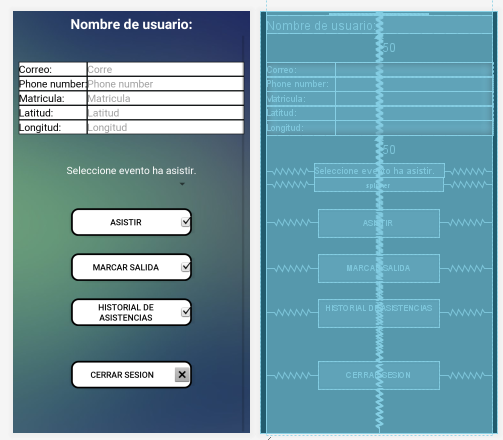 Nombre de usuario:
Correo: Corre
Phone number: Phone number
Matricula: Matricula
Latitud: Latitud
Longitud: Longitud
Seleccione evento ha asistir.
ASISTIR
MARCAR SALIDA
HISTORIAL DE
ASISTENCIAS
CERRAR SESION
Nombre de usuario:
50
Correo:
Phone number:
Matricula:
Latitud:
Longitud:
50
Seleccione evento ha asistir.
spinner
ASISTIR
MARCAR SALIDA
HISTORIAL DE ASISTENCIAS
CERRAR SESION